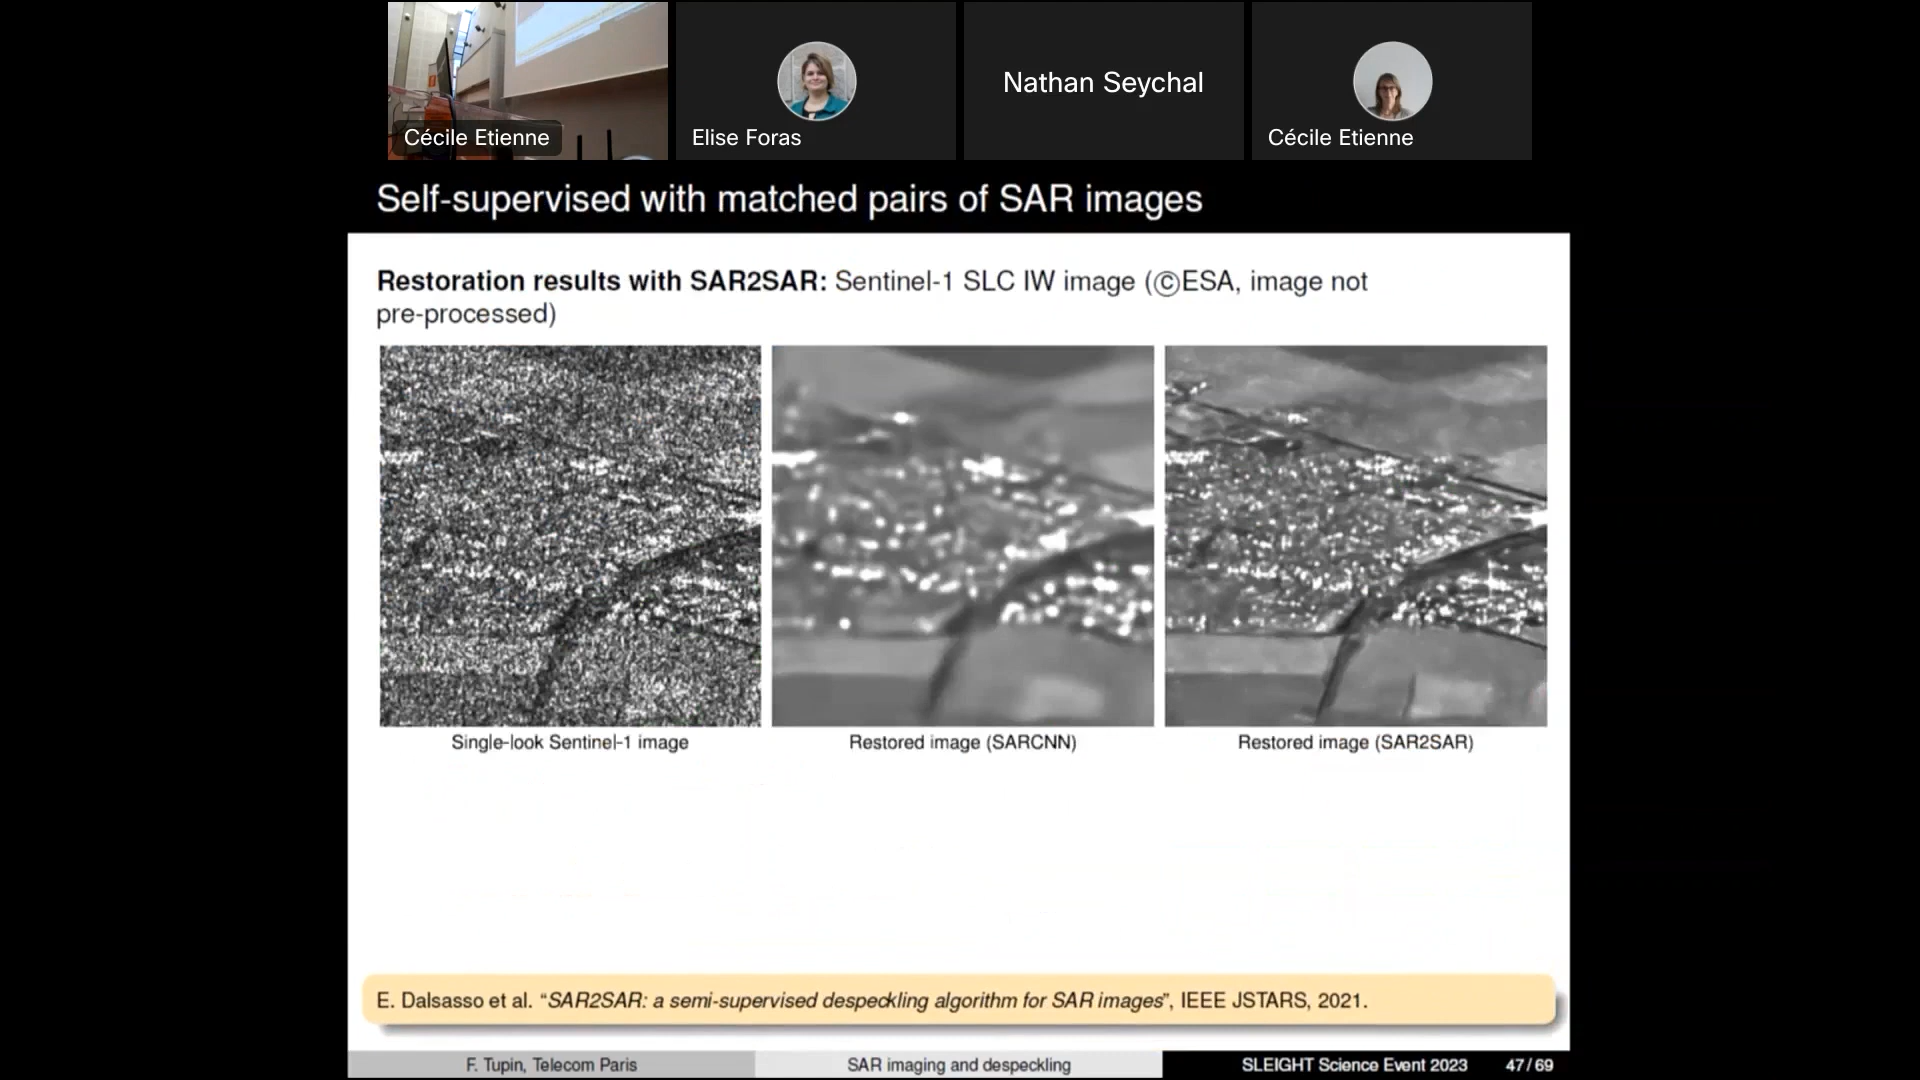 Cécile Etienne
Elise Foras
Nathan Seychal
Cécile Etienne
Self-supervised with matched pairs of SAR images
Restoration results with SAR2SAR: Sentinel-1 SLC IW image (©ESA, image not
pre-processed)
Single-look Sentinel-1 image
Restored image (SARCNN)
Restored image (SAR2SAR)
E. Dalsasso et al. “SAR2SAR: a semi-supervised despeckling algorithm for SAR images”, IEEE JSTARS, 2021.
F. Tupin, Telecom Paris
SAR imaging and despeckling
SLEIGHT Science Event 2023
47/69